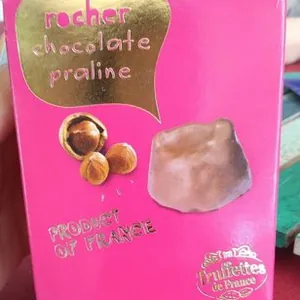 rocher
chocolate
praline
PRODUCT
OF FRANCE
Truffettes
de France